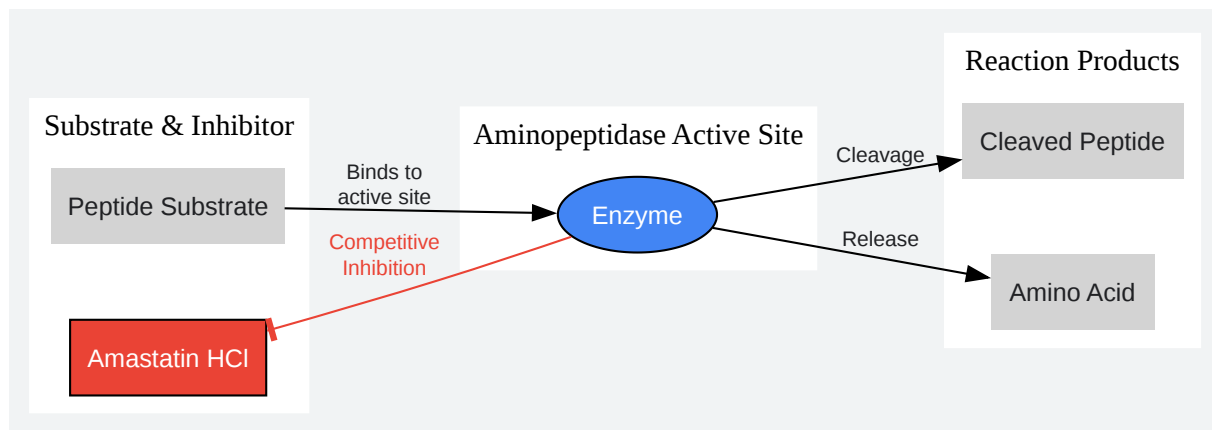 Substrate & Inhibitor
Peptide Substrate
Amastatin HCl
Binds to
active site
Competitive
Inhibition
Aminopeptidase Active Site
Enzyme
Cleavage
Release
Reaction Products
Cleaved Peptide
Amino Acid